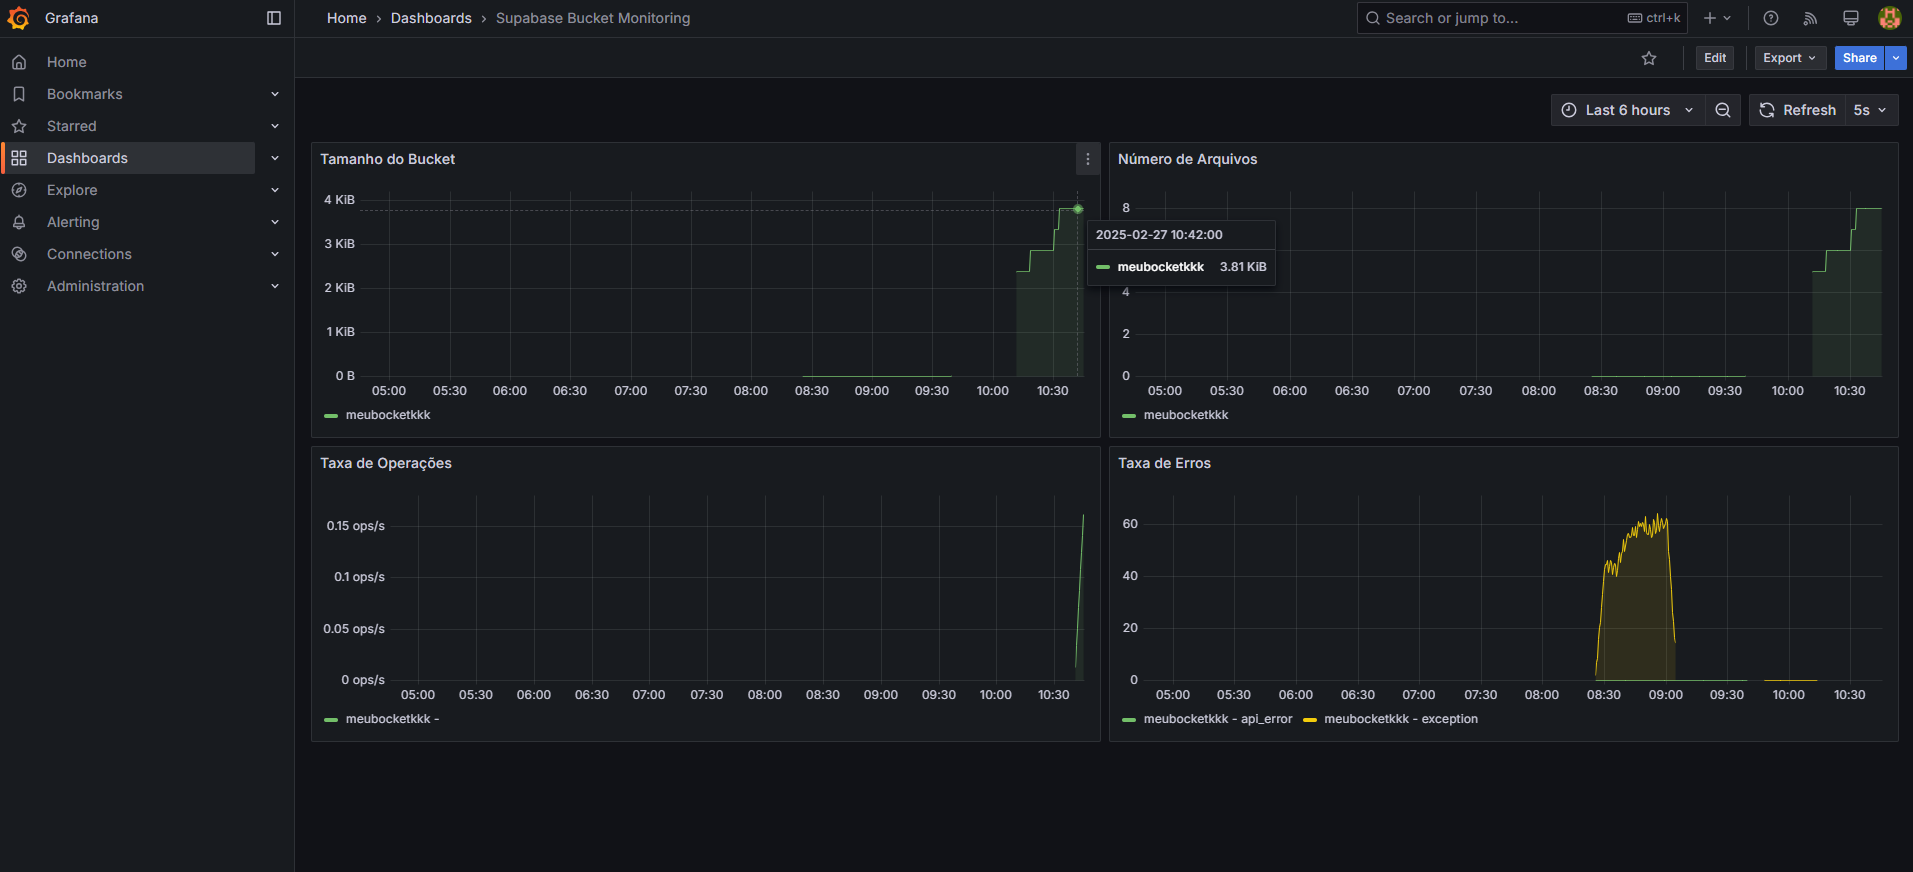 Grafana
Home › Dashboards › Supabase Bucket Monitoring
Search or jump to...
ctrl+k
Edit
Export
Share
Home
Bookmarks
Starred
Dashboards
Explore
Alerting
Connections
Administration
Last 6 hours
Refresh
5s
Tamanho do Bucket
4 KiB
3 KiB
2 KiB
1 KiB
0 B
05:00 05:30 06:00 06:30 07:00 07:30 08:00 08:30 09:00 09:30 10:00 10:30
meubocketkkk
2025-02-27 10:42:00
meubocketkkk 3.81 KiB
Número de Arquivos
8
4
2
0
05:00 05:30 06:00 06:30 07:00 07:30 08:00 08:30 09:00 09:30 10:00 10:30
meubocketkkk
Taxa de Operações
0.15 ops/s
0.1 ops/s
0.05 ops/s
0 ops/s
05:00 05:30 06:00 06:30 07:00 07:30 08:00 08:30 09:00 09:30 10:00 10:30
meubocketkkk -
Taxa de Erros
60
40
20
0
05:00 05:30 06:00 06:30 07:00 07:30 08:00 08:30 09:00 09:30 10:00 10:30
meubocketkkk - api_error meubocketkkk - exception